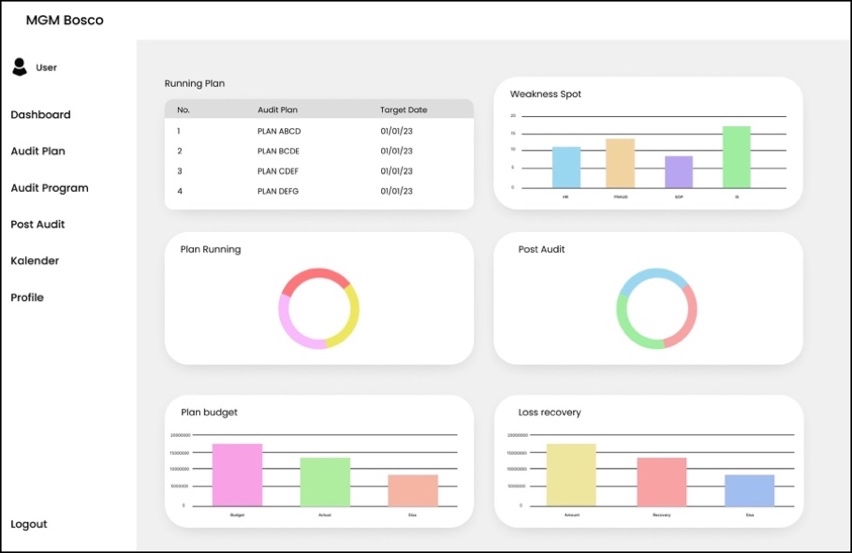 MGM Bosco
User
Dashboard
Audit Plan
Audit Program
Post Audit
Kalender
Profile
Logout
Running Plan
No. Audit Plan Target Date
1 PLAN ABCD 01/01/23
2 PLAN BCDE 01/01/23
3 PLAN CDEF 01/01/23
4 PLAN DEFG 01/01/23
Weakness Spot
20
15
10
5
0
HR FRAUD SOP IS
Plan Running
Post Audit
Plan budget
20000000
15000000
10000000
5000000
0
Budget Actual Sisa
Loss recovery
20000000
15000000
10000000
5000000
0
Amount Recovery Sisa